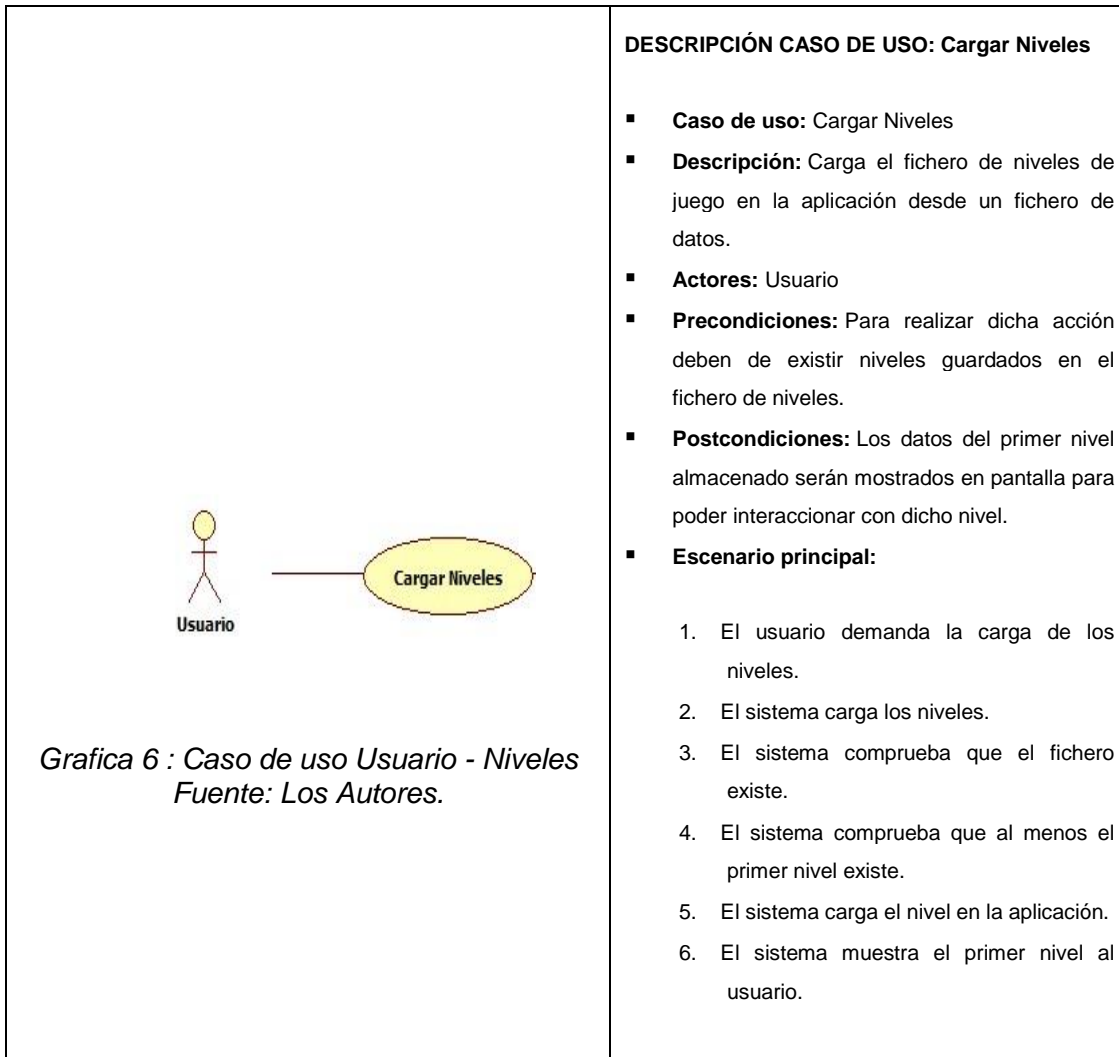 Usuario
Cargar Niveles
Grafica 6 : Caso de uso Usuario - Niveles
Fuente: Los Autores.
DESCRIPCIÓN CASO DE USO: Cargar Niveles
▪ Caso de uso: Cargar Niveles
▪ Descripción: Carga el fichero de niveles de
juego en la aplicación desde un fichero de
datos.
▪ Actores: Usuario
▪ Precondiciones: Para realizar dicha acción
deben de existir niveles guardados en el
fichero de niveles.
▪ Postcondiciones: Los datos del primer nivel
almacenado serán mostrados en pantalla para
poder interaccionar con dicho nivel.
▪ Escenario principal:
1. El usuario demanda la carga de los
niveles.
2. El sistema carga los niveles.
3. El sistema comprueba que el fichero
existe.
4. El sistema comprueba que al menos el
primer nivel existe.
5. El sistema carga el nivel en la aplicación.
6. El sistema muestra el primer nivel al
usuario.